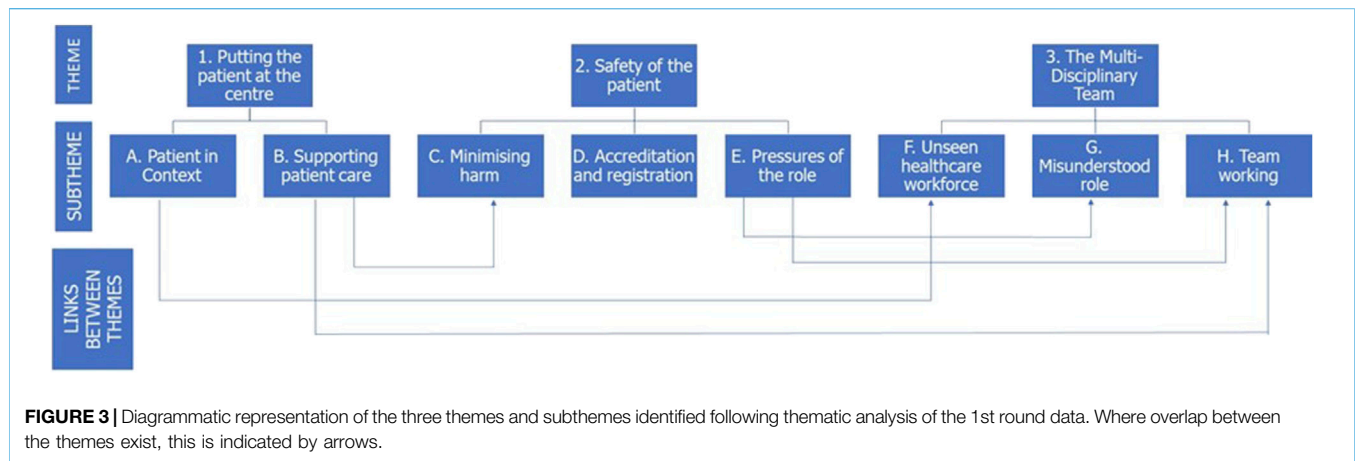 THEME
1. Putting the
patient at the
centre
2. Safety of the
patient
3. The Multi-
Disciplinary
Team
SUBTHEME
A. Patient in
Context
B. Supporting
patient care
C. Minimising
harm
D. Accreditation
and registration
E. Pressures of
the role
F. Unseen
healthcare
workforce
G.
Misunderstood
role
H. Team
working
LINKS
BETWEEN
THEMES
FIGURE 3 | Diagrammatic representation of the three themes and subthemes identified following thematic analysis of the 1st round data. Where overlap between
the themes exist, this is indicated by arrows.